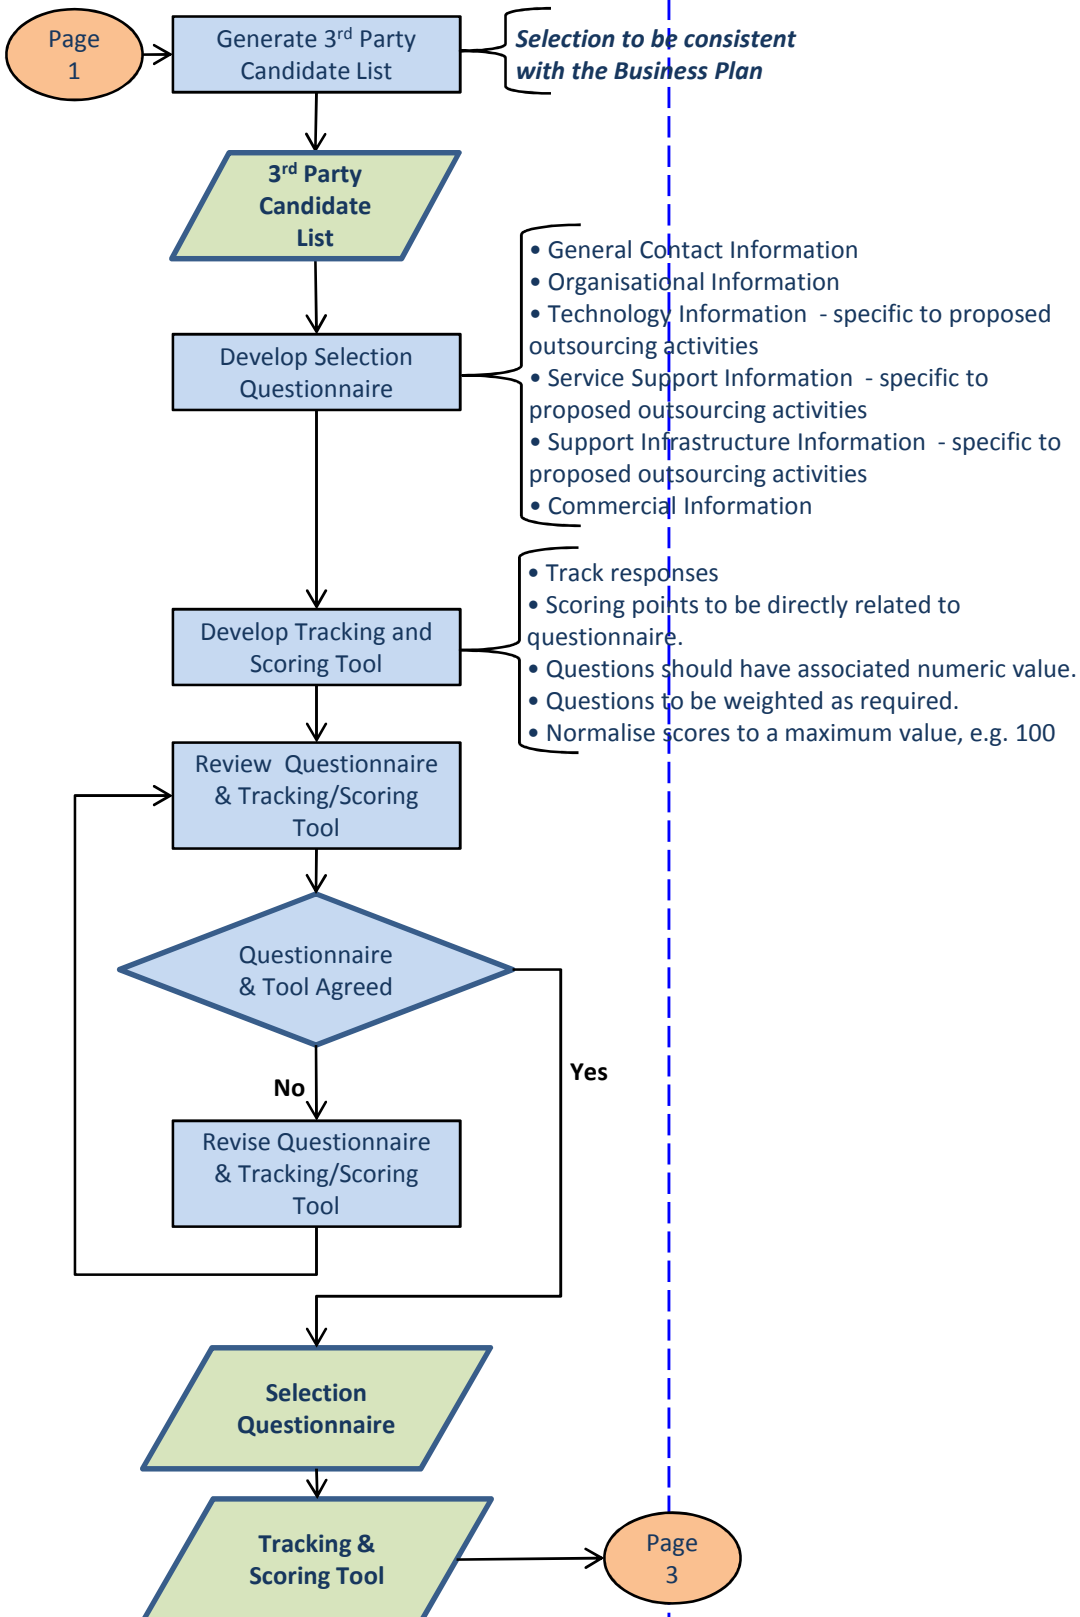 Page
1
Generate 3rd Party
Candidate List
Selection to be consistent
with the Business Plan
3rd Party
Candidate
List
• General Contact Information
• Organisational Information
• Technology Information  - specific to proposed
outsourcing activities
• Service Support Information  - specific to
proposed outsourcing activities
• Support Infrastructure Information  - specific to
proposed outsourcing activities
• Commercial Information
Develop Selection
Questionnaire
• Track responses
• Scoring points to be directly related to
questionnaire.
• Questions should have associated numeric value.
• Questions to be weighted as required.
• Normalise scores to a maximum value, e.g. 100
Develop Tracking and
Scoring Tool
Review  Questionnaire
& Tracking/Scoring
Tool
Questionnaire
& Tool Agreed
Yes
No
Revise Questionnaire
& Tracking/Scoring
Tool
Selection
Questionnaire
Tracking &
Scoring Tool
Page
3